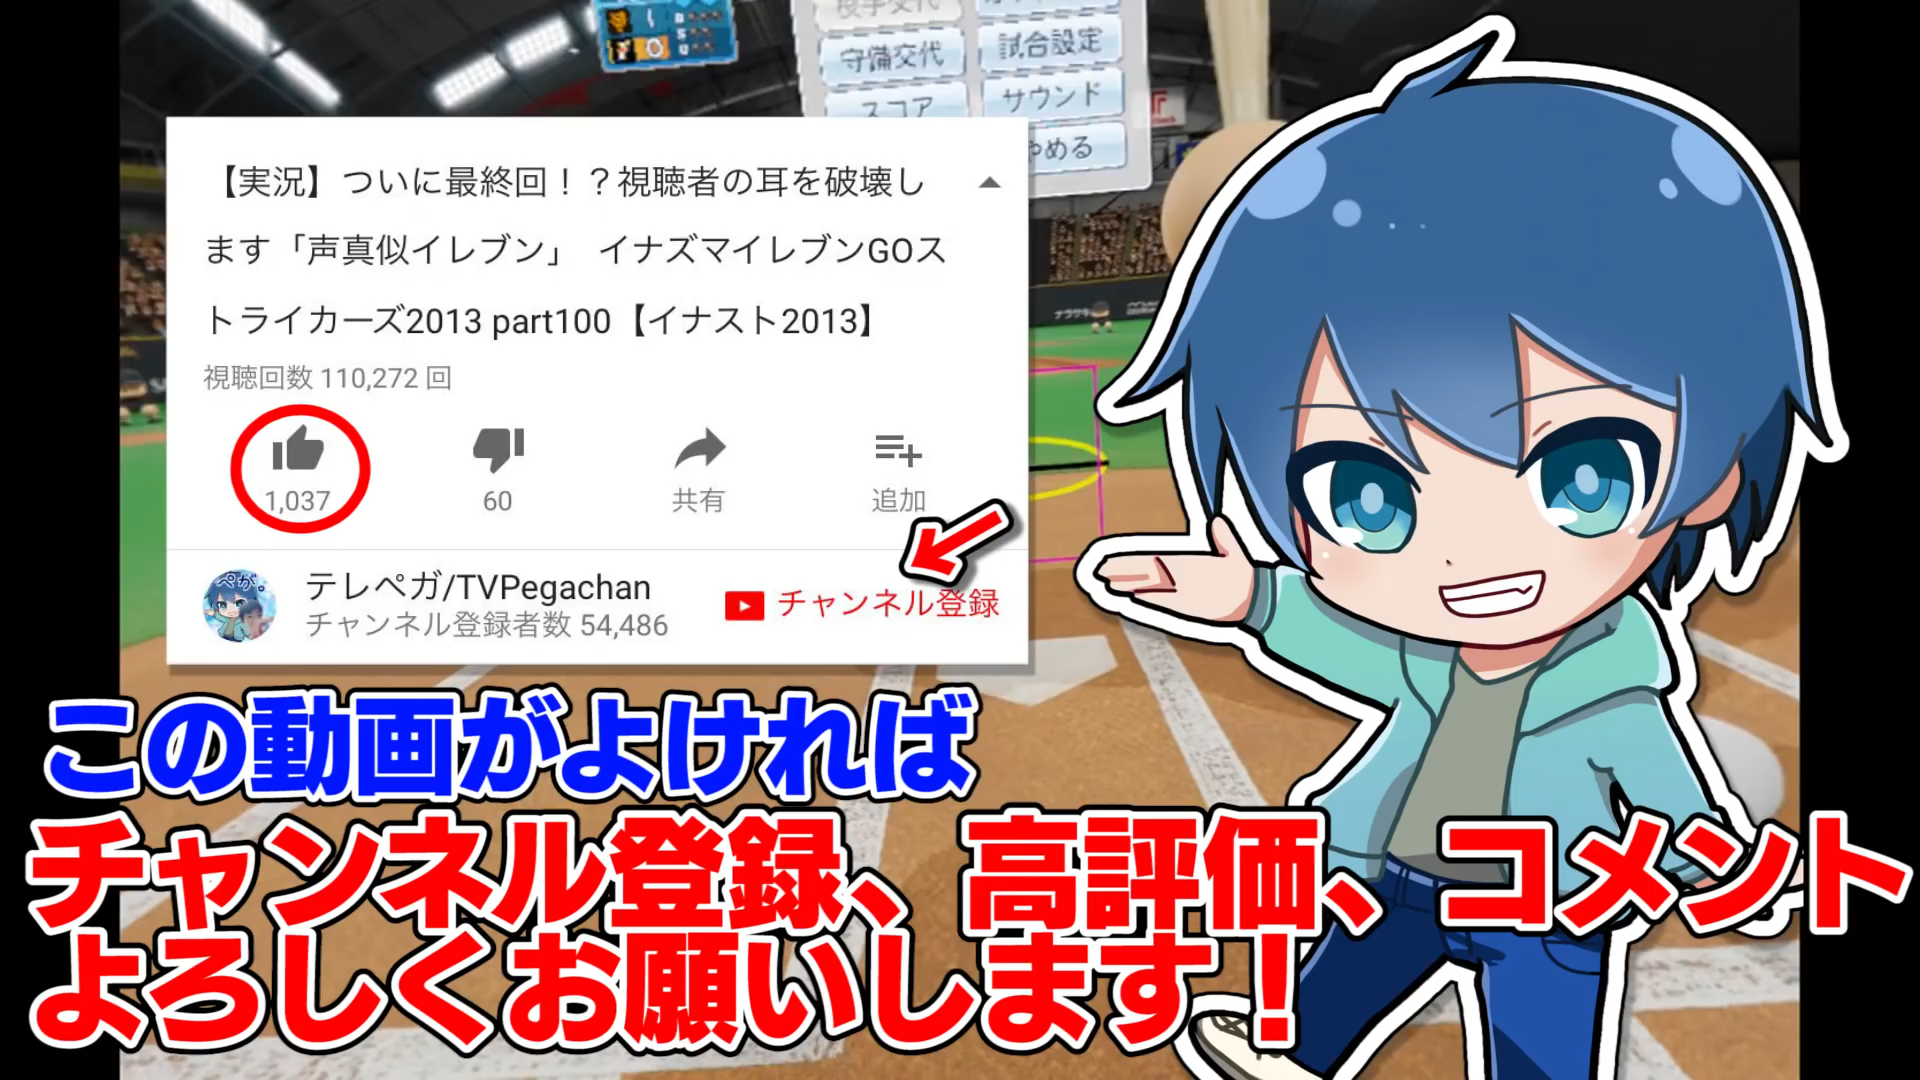 守備交代
試合設定
スコア
サウンド
やめる
【実況】ついに最終回！？視聴者の耳を破壊し
ます「声真似イレブン」 イナズマイレブンGOス
トライカーズ2013 part100【イナスト2013】
視聴回数 110,272 回
1,037
60
共有
追加
ぺが。
テレペガ/TVPegachan
チャンネル登録者数 54,486
チャンネル登録
この動画がよければ
チャンネル登録、高評価、コメント
よろしくお願いします！